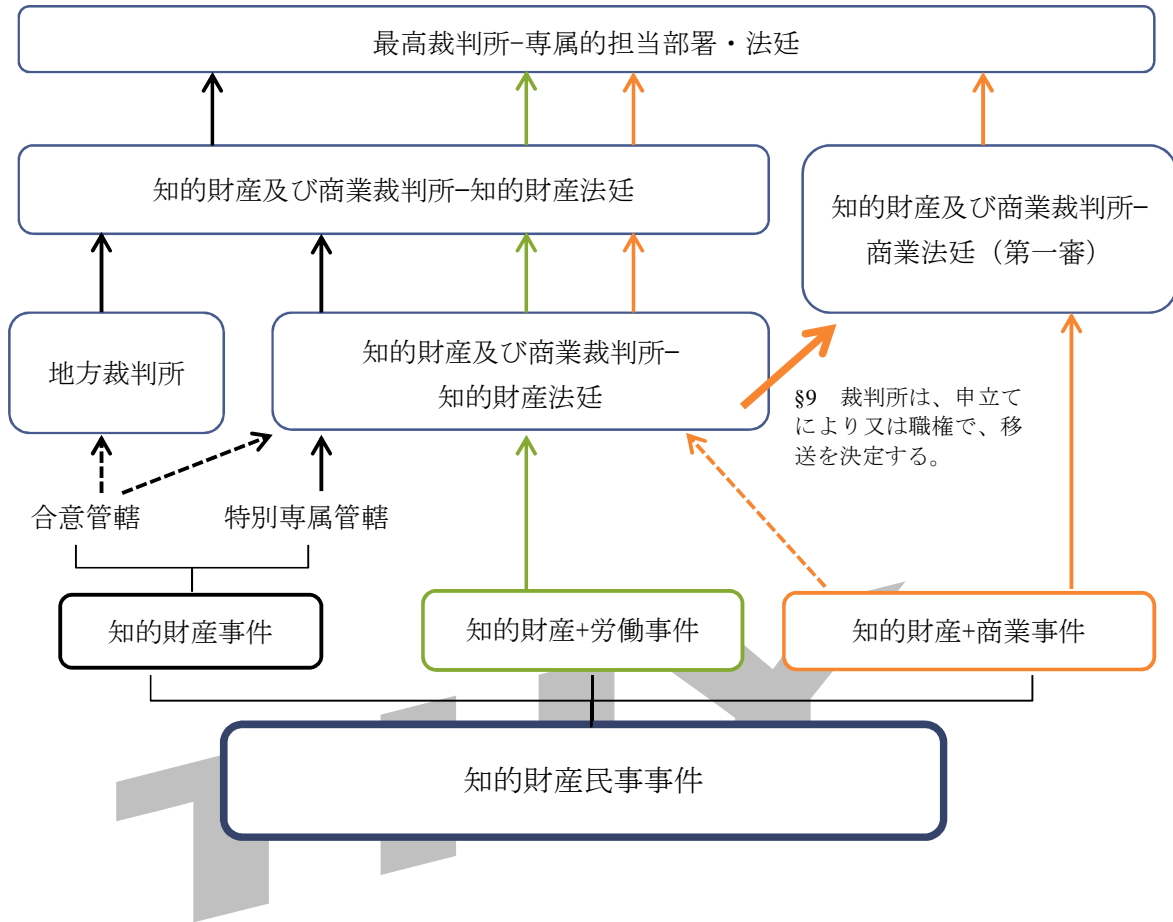 最高裁判所−専属的担当部署・法廷
知的財産及び商業裁判所−知的財産法廷
知的財産及び商業裁判所−
商業法廷（第一審）
地方裁判所
知的財産及び商業裁判所−
知的財産法廷
§9　裁判所は、申立て
により又は職権で、移
送を決定する。
合意管轄
特別専属管轄
知的財産事件
知的財産+労働事件
知的財産+商業事件
知的財産民事事件